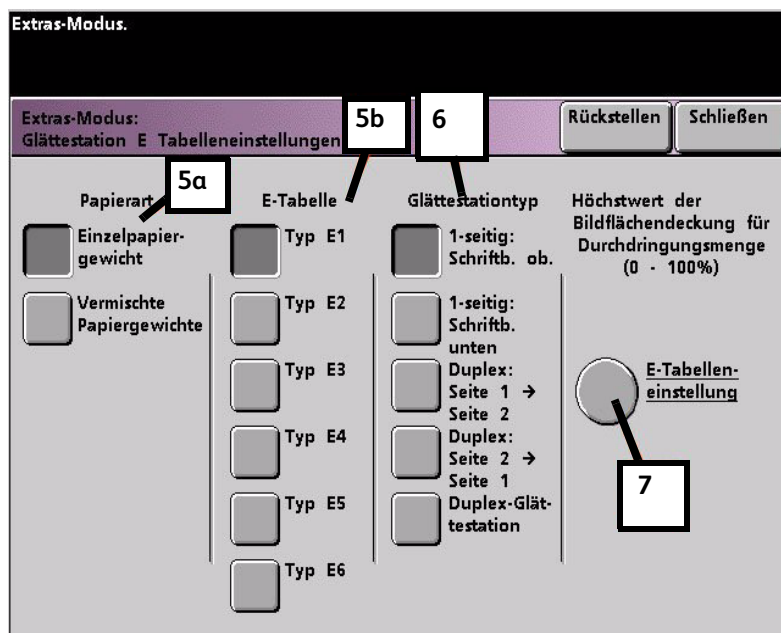 Extras-Modus.
Extras-Modus:
Glättestation E Tabelleneinstellungen
5b
6
Rückstellen
Schließen
5a
Papierart
Einzelpapier-
gewicht
Vermischte
Papiergewichte
E-Tabelle
Typ E1
Typ E2
Typ E3
Typ E4
Typ E5
Typ E6
Glättestationtyp
1-seitig:
Schriftb. ob.
1-seitig:
Schriftb.
unten
Duplex:
Seite 1 →
Seite 2
Duplex:
Seite 2 →
Seite 1
Duplex-Glät-
testation
Höchstwert der
Bildflächendeckung für
Durchdringungsmenge
(0 - 100%)
E-Tabellen-
einstellung
7